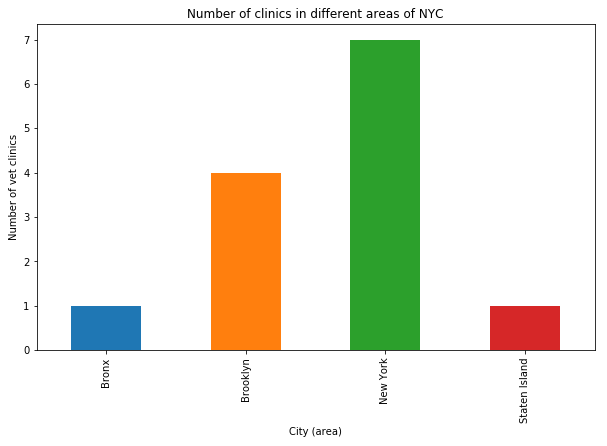 Number of clinics in different areas of NYC
Number of vet clinics
7
6
5
4
3
2
1
0
Bronx
Brooklyn
New York
Staten Island
City (area)